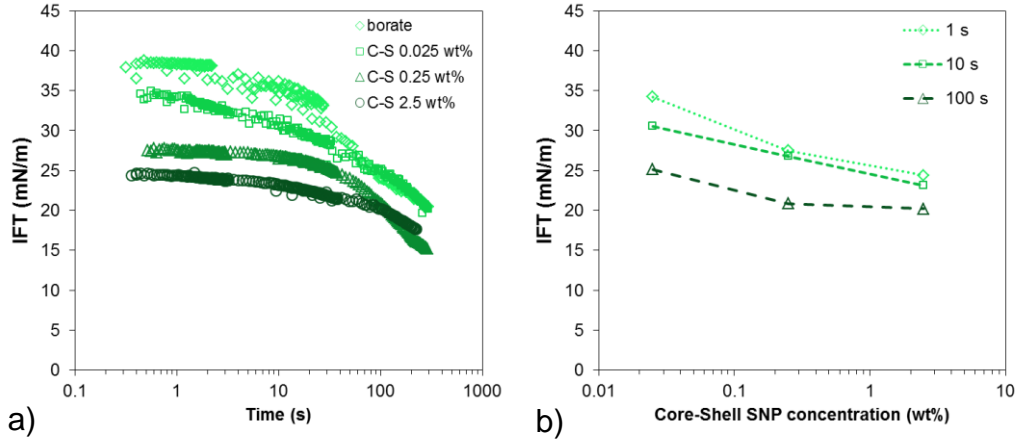 45
40
35
30
25
20
15
10
5
0
IFT (mN/m)
0.1
1
10
100
1000
Time (s)
borate
C-S 0.025 wt%
C-S 0.25 wt%
C-S 2.5 wt%
a)
45
40
35
30
25
20
15
10
5
0
IFT (mN/m)
0.01
0.1
1
10
Core-Shell SNP concentration (wt%)
1 s
10 s
100 s
b)